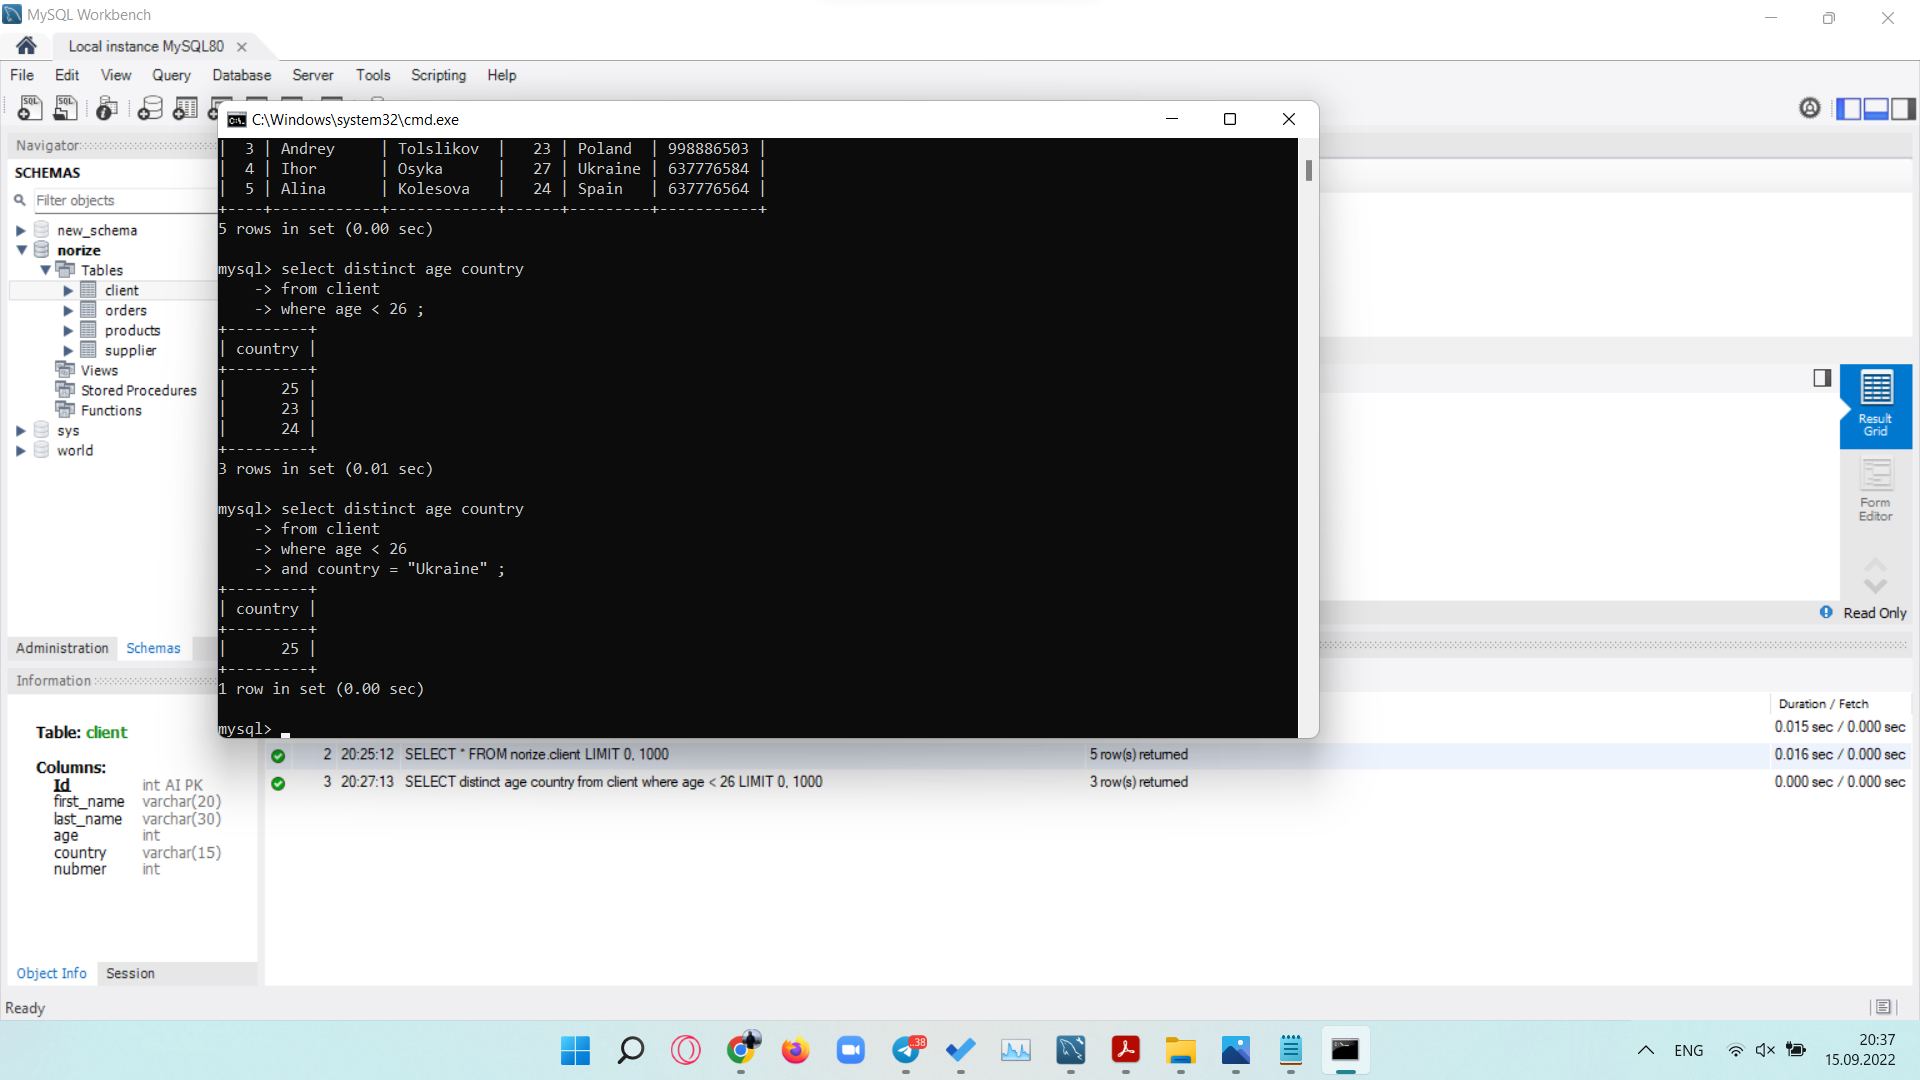 MySQL Workbench
Local instance MySQL80
File Edit View Query Database Server Tools Scripting Help
SQL SQL
Navigator
SCHEMAS
Filter objects
new_schema
norize
Tables
client
orders
products
supplier
Views
Stored Procedures
Functions
sys
world
Administration Schemas
Information
Table: client
Columns:
Id int AI PK
first_name varchar(20)
last_name varchar(30)
age int
country varchar(15)
nubmer int
Object Info Session
Ready
C:\Windows\system32\cmd.exe
| 3 | Andrey | Tolslikov | 23 | Poland | 998886503 |
| 4 | Ihor | Osyka | 27 | Ukraine | 637776584 |
| 5 | Alina | Kolesova | 24 | Spain | 637776564 |
+----+------------+------------+------+---------+-----------+
5 rows in set (0.00 sec)
mysql> select distinct age country
-> from client
-> where age < 26 ;
+---------+
| country |
+---------+
| 25 |
| 23 |
| 24 |
+---------+
3 rows in set (0.01 sec)
mysql> select distinct age country
-> from client
-> where age < 26
-> and country = "Ukraine" ;
+---------+
| country |
+---------+
| 25 |
+---------+
1 row in set (0.00 sec)
mysql>
Result
Grid
Form
Editor
Read Only
Duration / Fetch
0.015 sec / 0.000 sec
2 20:25:12 SELECT * FROM norize.client LIMIT 0, 1000 5 row(s) returned 0.016 sec / 0.000 sec
3 20:27:13 SELECT distinct age country from client where age < 26 LIMIT 0, 1000 3 row(s) returned 0.000 sec / 0.000 sec
..38
ENG
20:37
15.09.2022